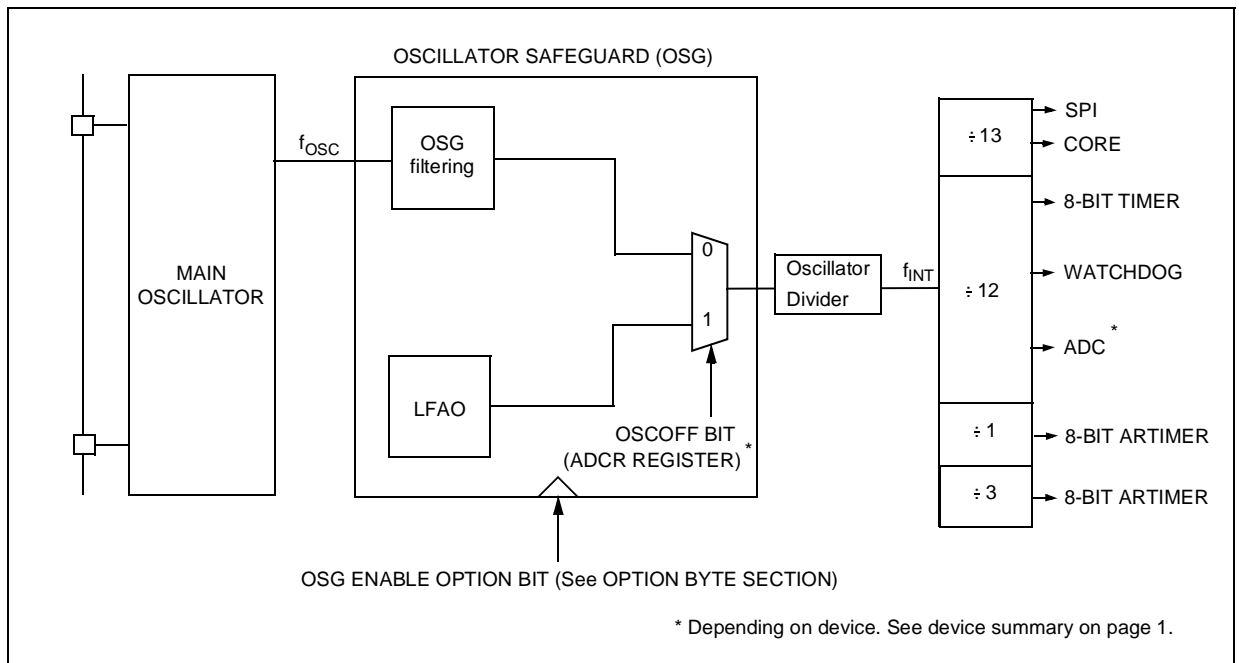 OSCILLATOR SAFEGUARD (OSG)
MAIN
OSCILLATOR
fOSC
OSG
filtering
LFAO
0
1
OSCOFF BIT
(ADCR REGISTER) *
Oscillator
Divider
fINT
÷ 13
÷ 12
÷ 1
÷ 3
SPI
CORE
8-BIT TIMER
WATCHDOG
ADC *
8-BIT ARTIMER
8-BIT ARTIMER
OSG ENABLE OPTION BIT (See OPTION BYTE SECTION)
* Depending on device. See device summary on page 1.